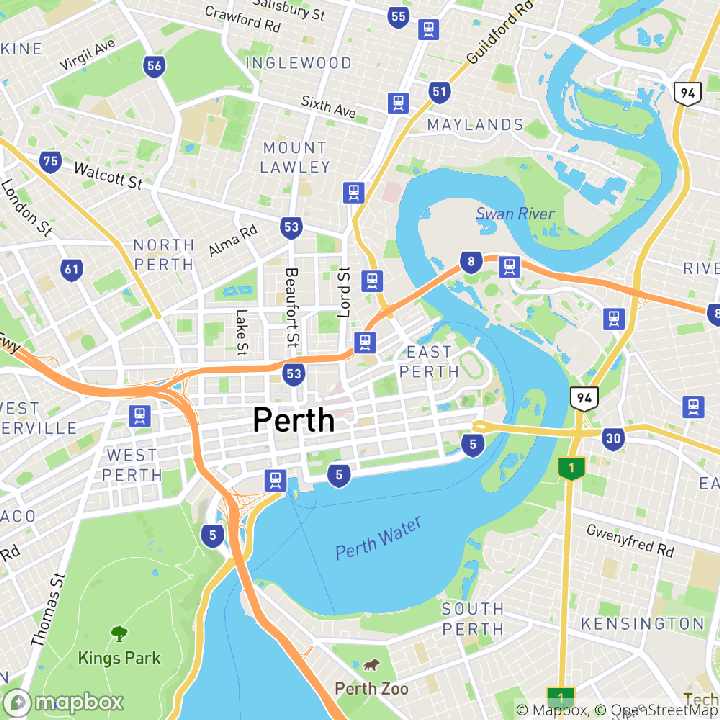 Salisbury St
Crawford Rd
55
KINE
Virgil Ave
56
INGLEWOOD
Guildford Rd
51
94
Sixth Ave
MAYLANDS
MOUNT
LAWLEY
75
Walcott St
London St
53
Swan River
Alma Rd
NORTH
PERTH
61
8
RIVE
Beaufort St
Lord St
Lake St
8
wy
EAST
PERTH
53
94
WEST
ERVILLE
Perth
WEST
PERTH
5
30
5
1
EA
ACO
Rd
5
Perth Water
Gwenyfred Rd
Thomas St
SOUTH
PERTH
KENSINGTON
Kings Park
N
Perth Zoo
1
Tech
mapbox
© Mapbox, © OpenStreetMap